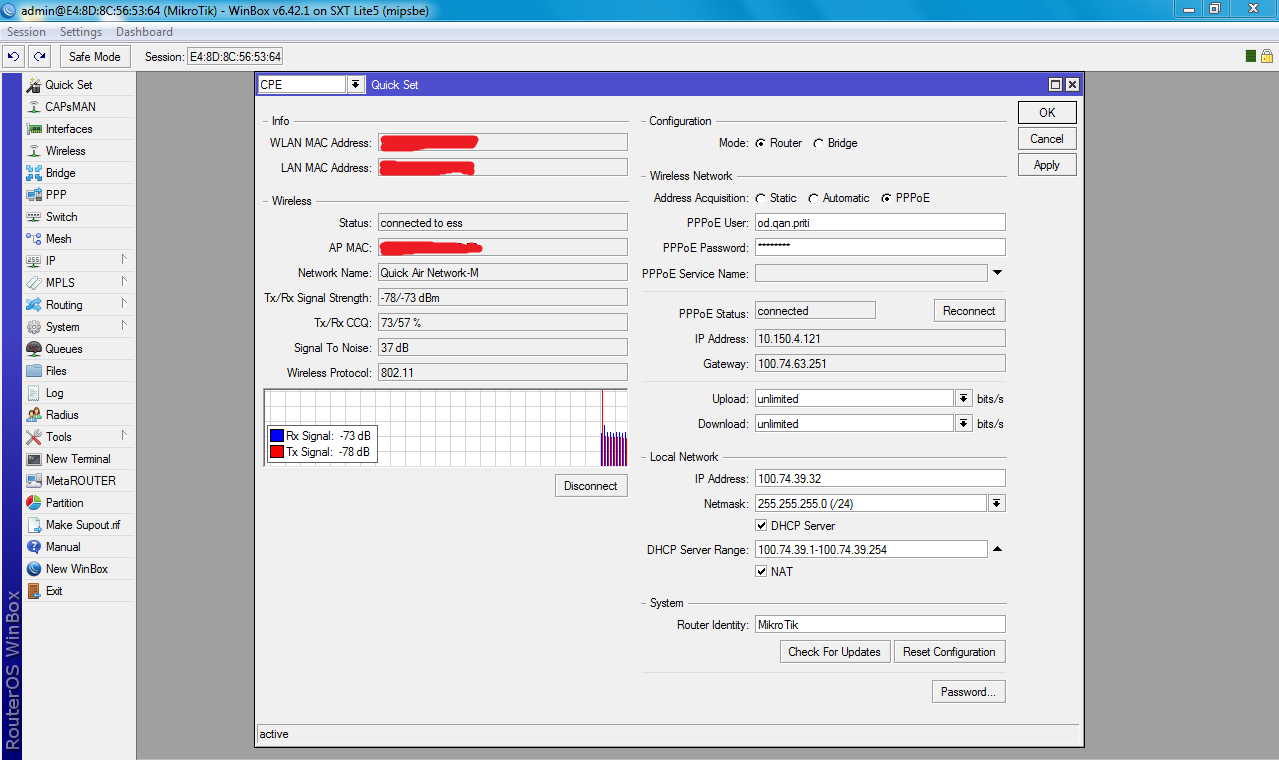 admin@E4:8D:8C:56:53:64 (MikroTik) - WinBox v6.42.1 on SXT Lite5 (mipsbe)
Session Settings Dashboard
Safe Mode Session: E4:8D:8C:56:53:64
Quick Set
CAPsMAN
Interfaces
Wireless
Bridge
PPP
Switch
Mesh
IP
MPLS
Routing
System
Queues
Files
Log
Radius
Tools
New Terminal
MetaROUTER
Partition
Make Supout.rif
Manual
New WinBox
Exit
RouterOS WinBox
CPE Quick Set
Info
WLAN MAC Address:
LAN MAC Address:
Wireless
Status: connected to ess
AP MAC:
Network Name: Quick Air Network-M
Tx/Rx Signal Strength: -78/-73 dBm
Tx/Rx CCQ: 73/57 %
Signal To Noise: 37 dB
Wireless Protocol: 802.11
Rx Signal: -73 dB
Tx Signal: -78 dB
Disconnect
Configuration
Mode: Router Bridge
Wireless Network
Address Acquisition: Static Automatic PPPoE
PPPoE User: od.qan.priti
PPPoE Password: ********
PPPoE Service Name:
PPPoE Status: connected Reconnect
IP Address: 10.150.4.121
Gateway: 100.74.63.251
Upload: unlimited bits/s
Download: unlimited bits/s
Local Network
IP Address: 100.74.39.32
Netmask: 255.255.255.0 (/24)
DHCP Server
DHCP Server Range: 100.74.39.1-100.74.39.254
NAT
System
Router Identity: MikroTik
Check For Updates Reset Configuration
Password...
OK
Cancel
Apply
active